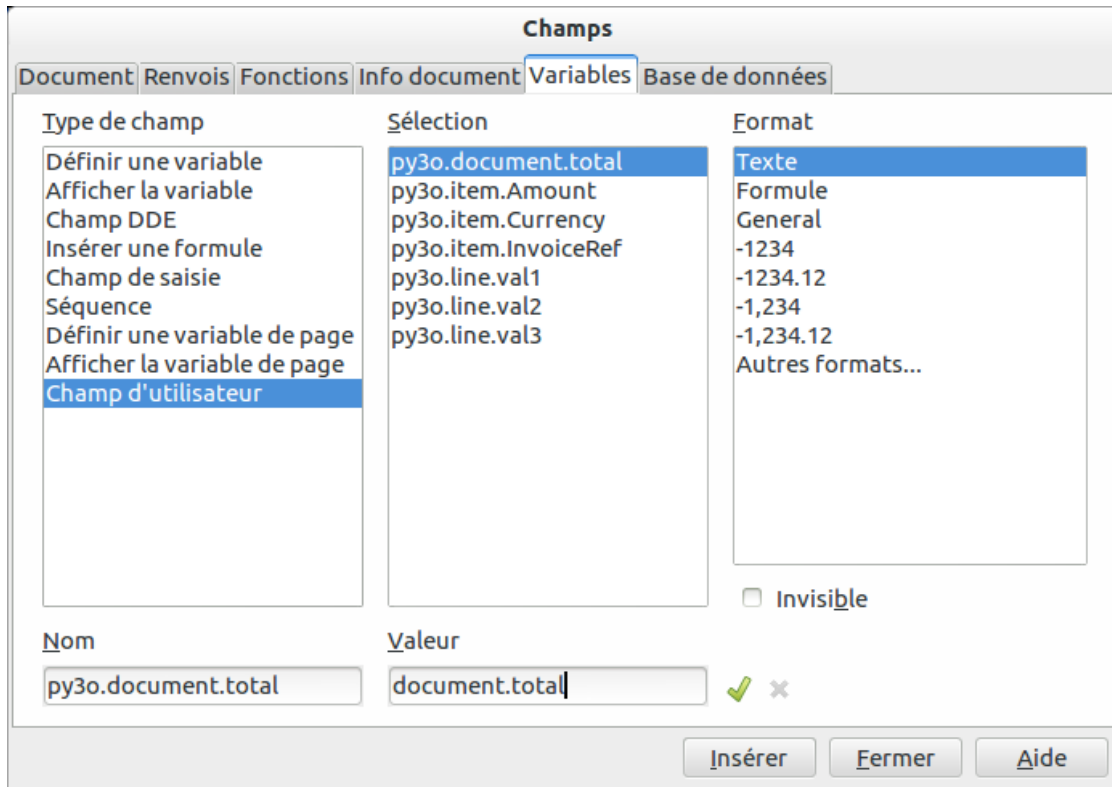 Champs
Document Renvois Fonctions Info document Variables Base de données
Type de champ
Définir une variable
Afficher la variable
Champ DDE
Insérer une formule
Champ de saisie
Séquence
Définir une variable de page
Afficher la variable de page
Champ d'utilisateur
Sélection
py3o.document.total
py3o.item.Amount
py3o.item.Currency
py3o.item.InvoiceRef
py3o.line.val1
py3o.line.val2
py3o.line.val3
Format
Texte
Formule
General
-1234
-1234.12
-1,234
-1,234.12
Autres formats...
Invisible
Nom
py3o.document.total
Valeur
document.total
Insérer Fermer Aide